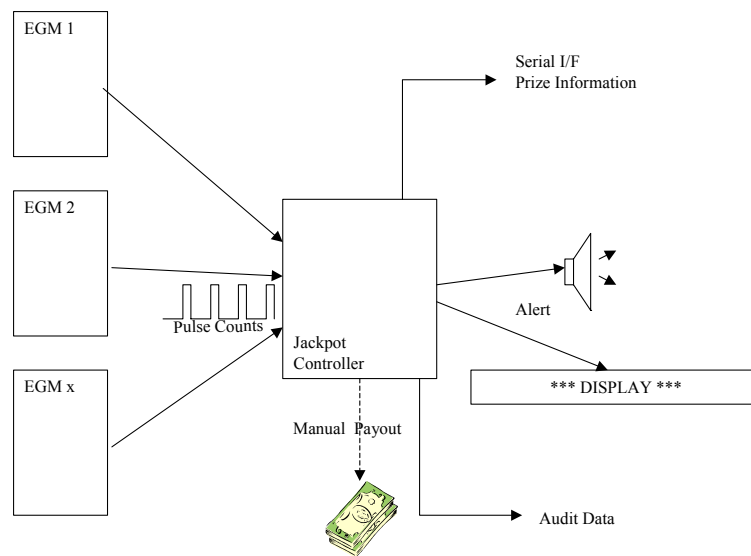 EGM 1
Serial I/F
Prize Information
EGM 2
Pulse Counts
Alert
Jackpot
Controller
EGM x
*** DISPLAY ***
Manual Payout
Audit Data